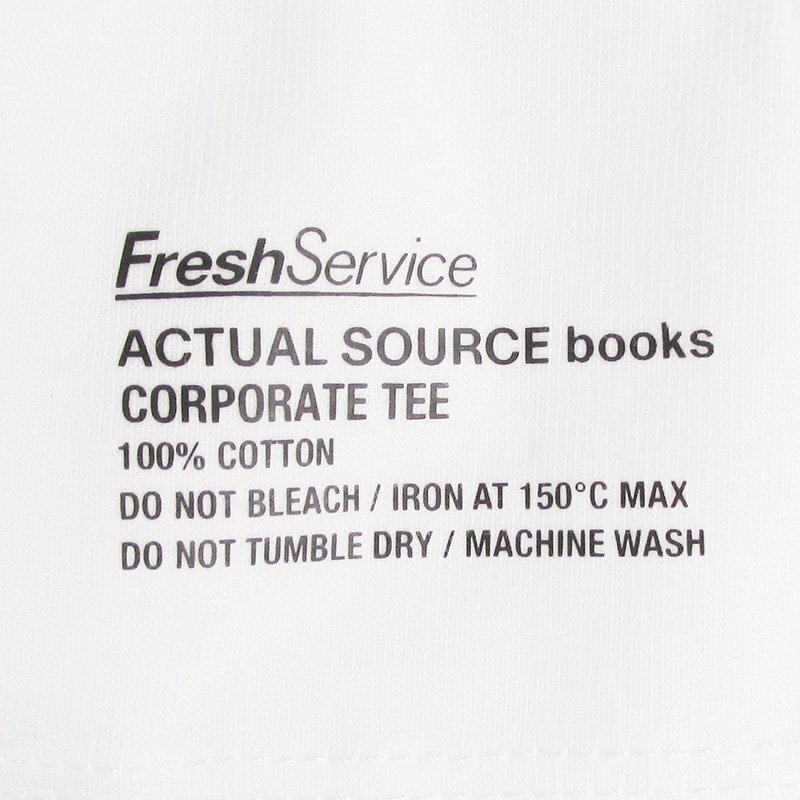 FreshService
ACTUAL SOURCE books
CORPORATE TEE
100% COTTON
DO NOT BLEACH / IRON AT 150°C MAX
DO NOT TUMBLE DRY / MACHINE WASH